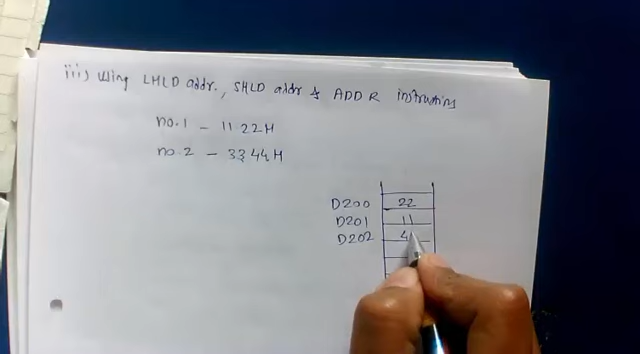 iii) Using LHLD addr., SHLD addr & ADD R instructions
no.1 - 1122H
no.2 - 3344H
D200 22
D201 11
D202 4